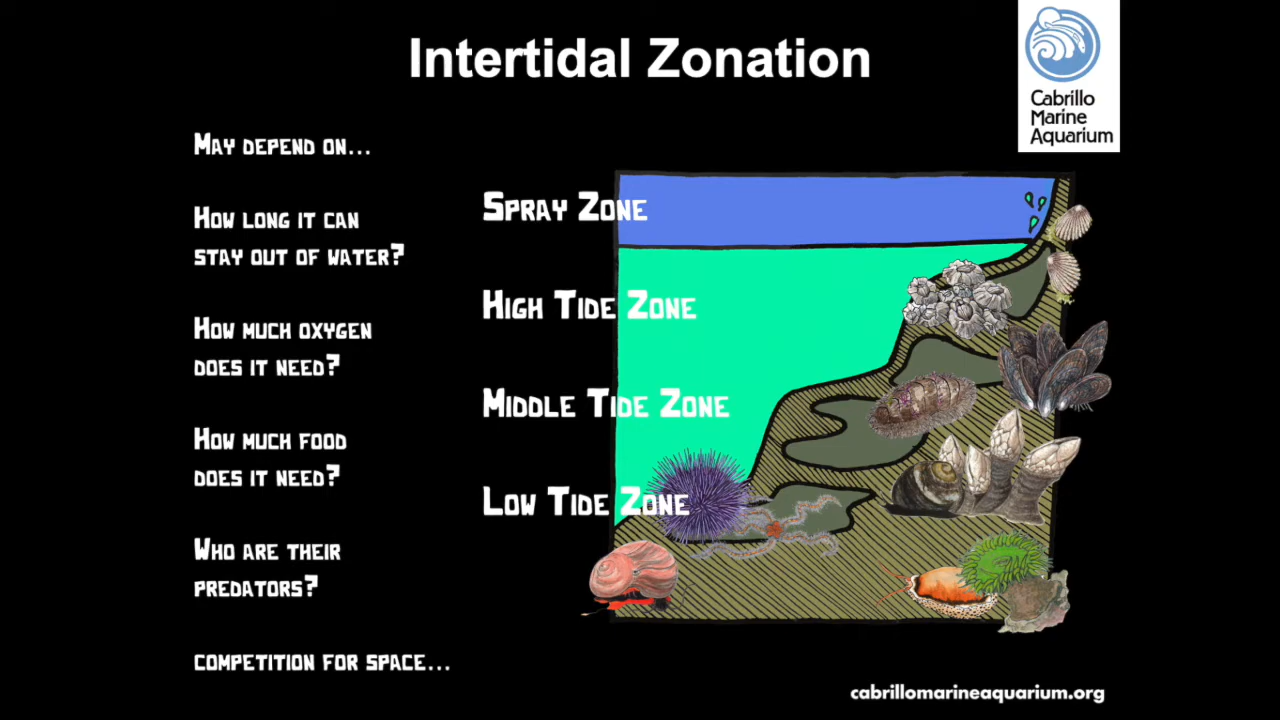 Intertidal Zonation
Cabrillo
Marine
Aquarium
May depend on...
How long it can
stay out of water?
How much oxygen
does it need?
How much food
does it need?
Who are their
predators?
competition for space...
Spray Zone
High Tide Zone
Middle Tide Zone
Low Tide Zone
cabrillomarineaquarium.org